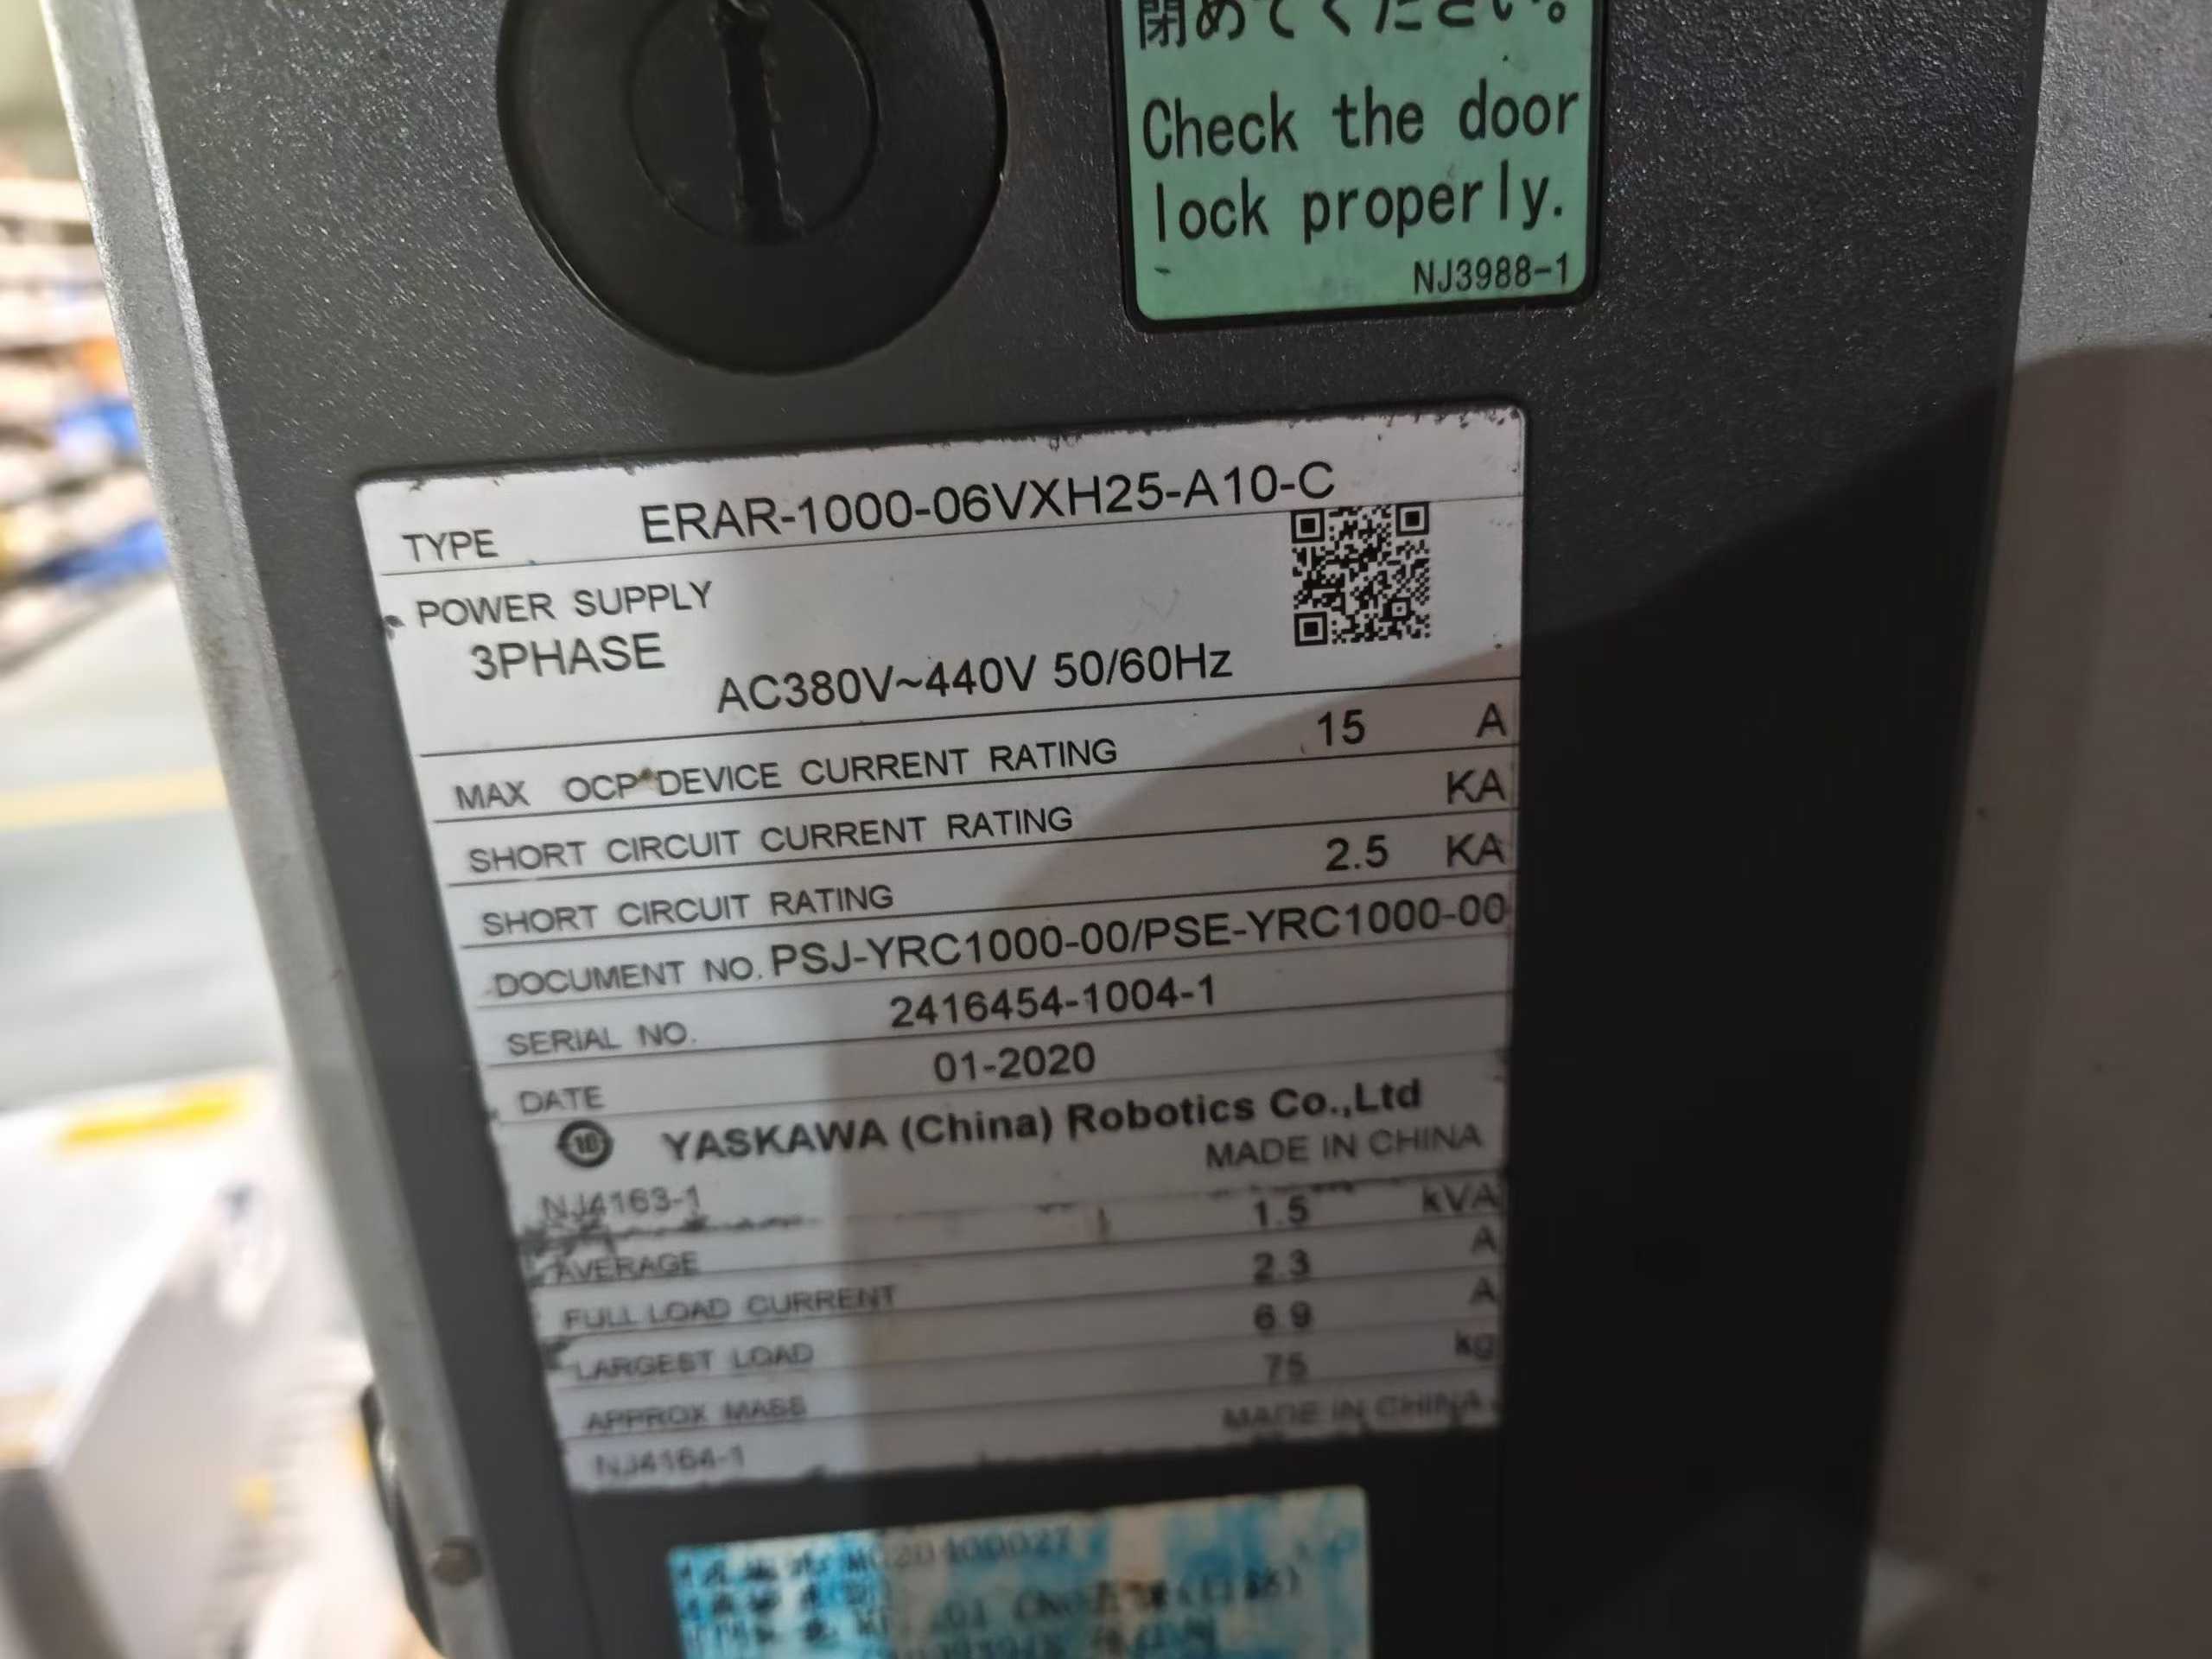 閉めてください。
Check the door
lock properly.
NJ3988-1
TYPE ERAR-1000-06VXH25-A10-C
POWER SUPPLY
3PHASE
AC380V~440V 50/60Hz
MAX OCP DEVICE CURRENT RATING 15 A
SHORT CIRCUIT CURRENT RATING KA
SHORT CIRCUIT RATING 2.5 KA
DOCUMENT NO. PSJ-YRC1000-00/PSE-YRC1000-00
SERIAL NO. 2416454-1004-1
DATE 01-2020
YASKAWA (China) Robotics Co.,Ltd
MADE IN CHINA
NJ4163-1
AVERAGE 1.5 kVA
FULL LOAD CURRENT 2.3 A
LARGEST LOAD 6.9 A
APPROX MASS 75 kg
MADE IN CHINA
NJ4164-1